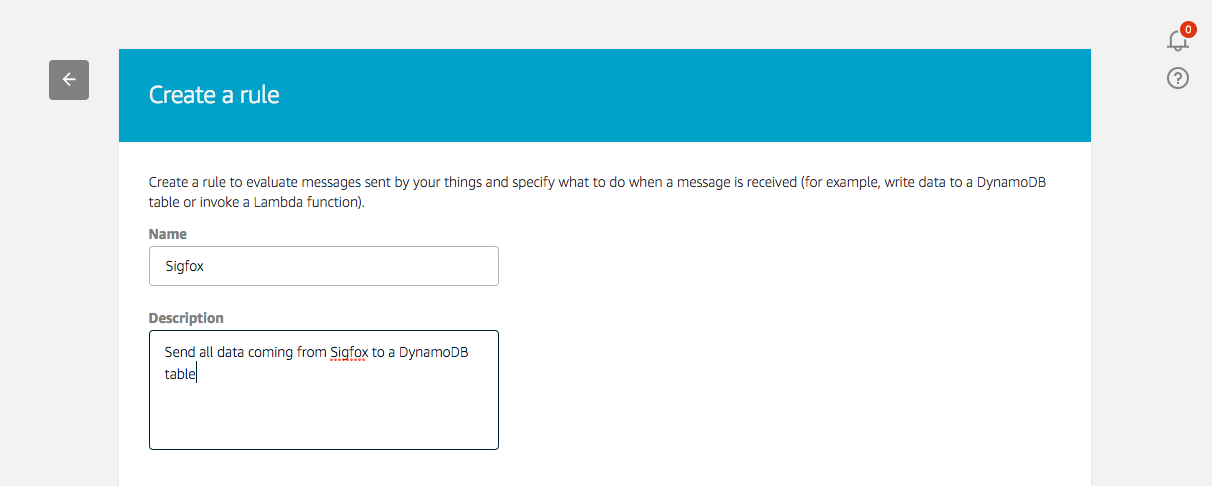 0
Create a rule
Create a rule to evaluate messages sent by your things and specify what to do when a message is received (for example, write data to a DynamoDB
table or invoke a Lambda function).
Name
Sigfox
Description
Send all data coming from Sigfox to a DynamoDB
table